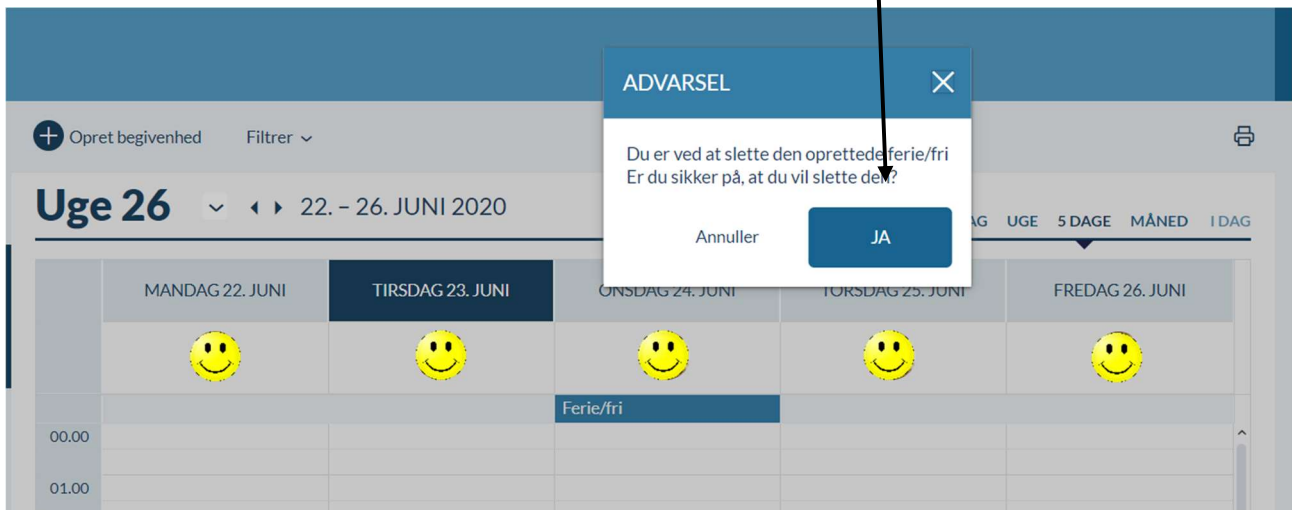 ADVARSEL
Opret begivenhed Filtrer
Du er ved at slette den oprettede ferie/fri
Er du sikker på, at du vil slette den?
Annuller JA
Uge 26 22. – 26. JUNI 2020
AG UGE 5 DAGE MÅNED I DAG
MANDAG 22. JUNI TIRSDAG 23. JUNI ONSDAG 24. JUNI TORSDAG 25. JUNI FREDAG 26. JUNI
Ferie/fri
00.00
01.00